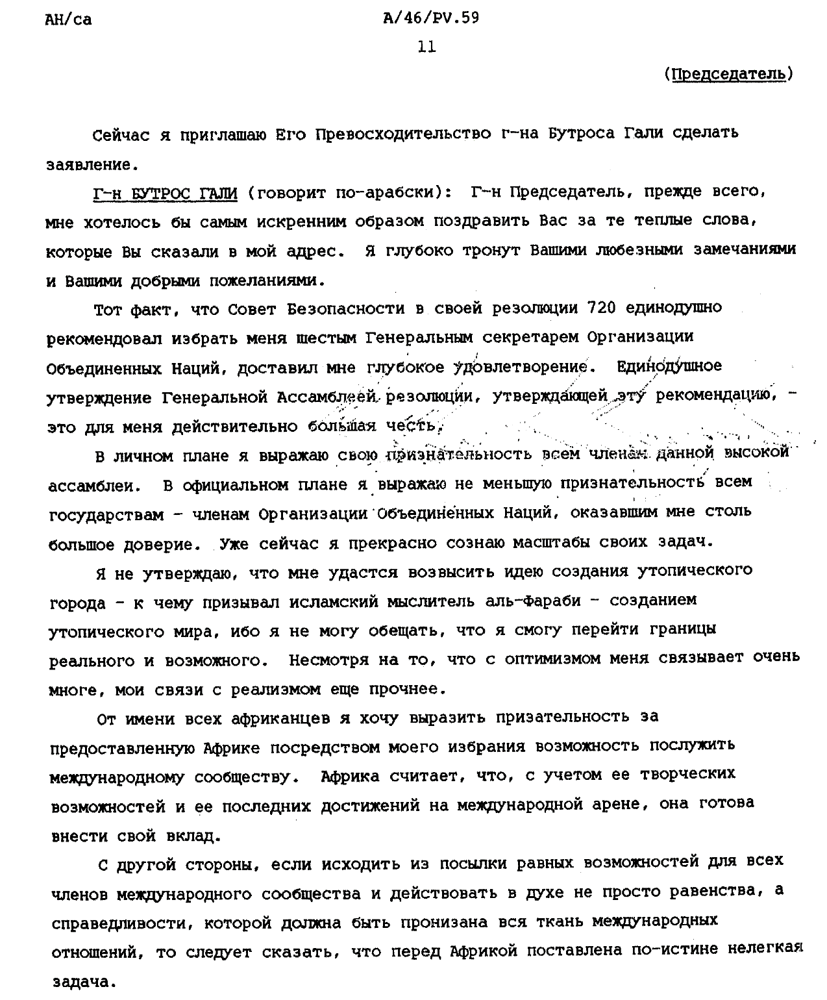 АН/са
A/46/PV.59
11
(Председатель)
Сейчас я приглашаю Его Превосходительство г-на Бутроса Гали сделать
заявление.
Г-н БУТРОС ГАЛИ (говорит по-арабски): Г-н Председатель, прежде всего,
мне хотелось бы самым искренним образом поздравить Вас за те теплые слова,
которые Вы сказали в мой адрес. Я глубоко тронут Вашими любезными замечаниями
и Вашими добрыми пожеланиями.
Тот факт, что Совет Безопасности в своей резолюции 720 единодушно
рекомендовал избрать меня шестым Генеральным секретарем Организации
Объединенных Наций, доставил мне глубокое удовлетворение. Единодушное
утверждение Генеральной Ассамблеей резолюции, утверждающей эту рекомендацию, -
это для меня действительно большая честь.
В личном плане я выражаю свою признательность всем членам данной высокой
ассамблеи. В официальном плане я выражаю не меньшую признательность всем
государствам - членам Организации Объединенных Наций, оказавшим мне столь
большое доверие. Уже сейчас я прекрасно сознаю масштабы своих задач.
Я не утверждаю, что мне удастся возвысить идею создания утопического
города - к чему призывал исламский мыслитель аль-Фараби - созданием
утопического мира, ибо я не могу обещать, что я смогу перейти границы
реального и возможного. Несмотря на то, что с оптимизмом меня связывает очень
многе, мои связи с реализмом еще прочнее.
От имени всех африканцев я хочу выразить призательность за
предоставленную Африке посредством моего избрания возможность послужить
международному сообществу. Африка считает, что, с учетом ее творческих
возможностей и ее последних достижений на международной арене, она готова
внести свой вклад.
С другой стороны, если исходить из посылки равных возможностей для всех
членов международного сообщества и действовать в духе не просто равенства, а
справедливости, которой должна быть пронизана вся ткань международных
отношений, то следует сказать, что перед Африкой поставлена по-истине нелегкая
задача.